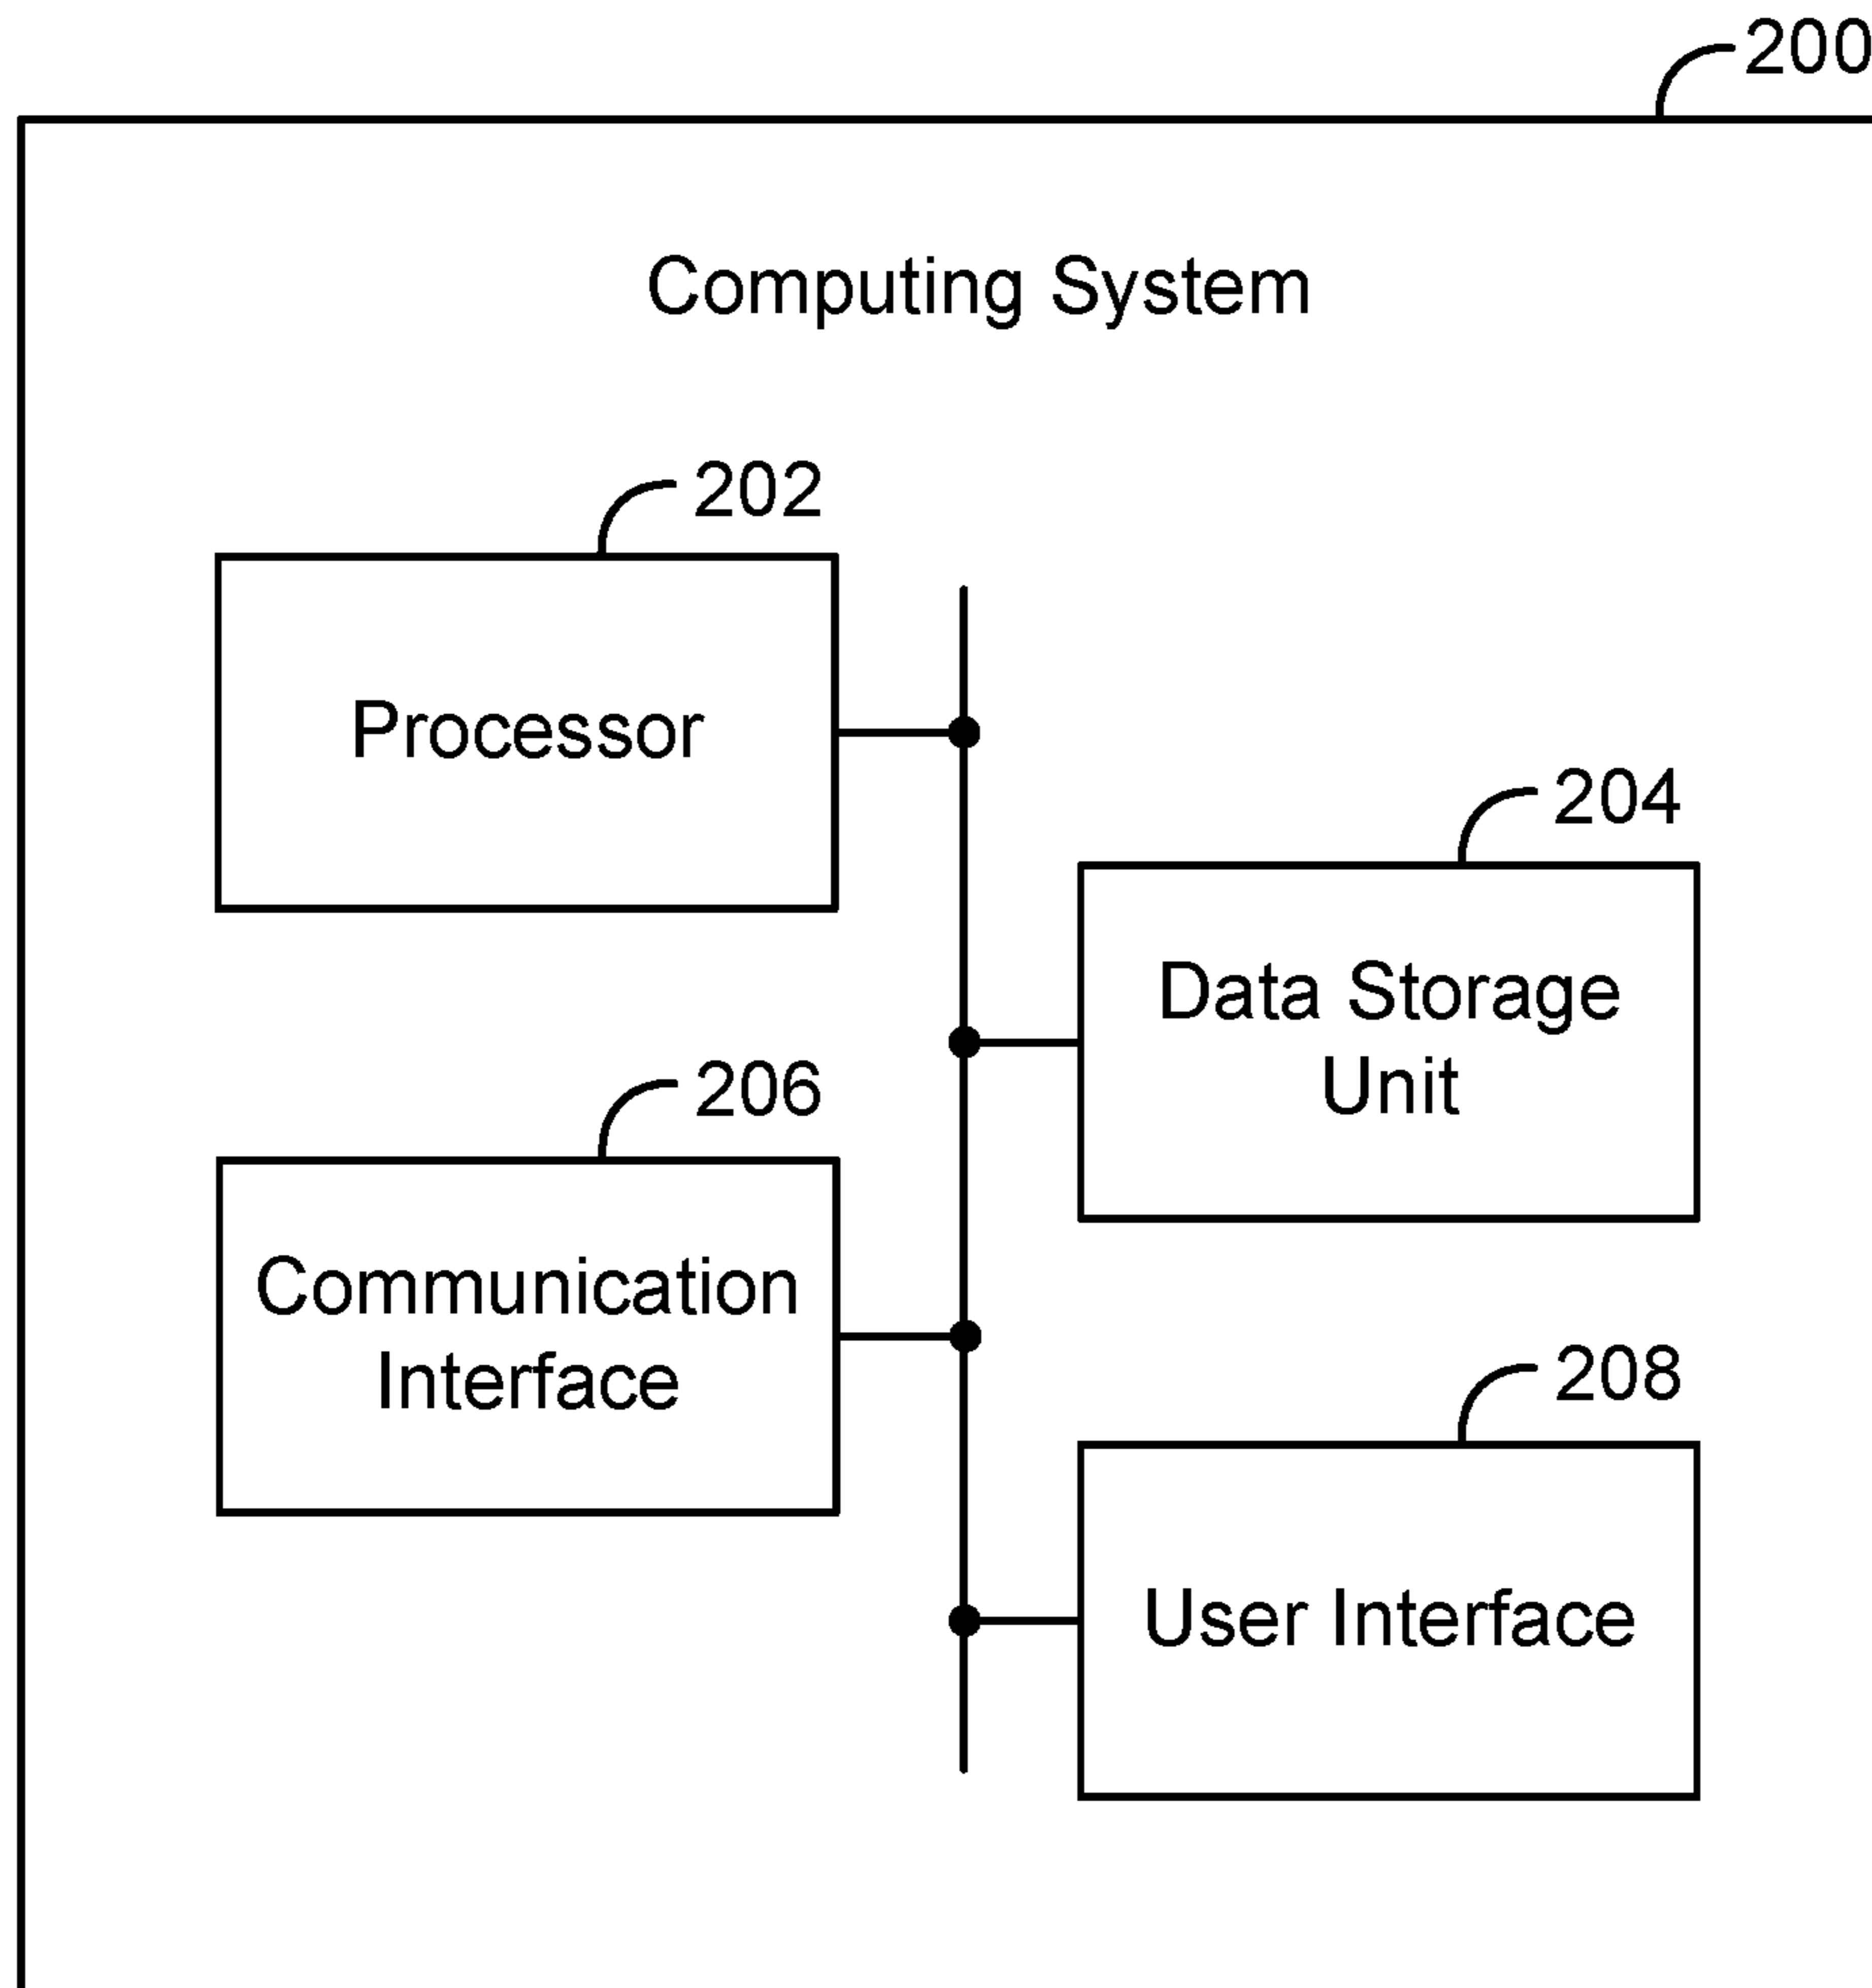 200
Computing System
202
Processor
204
Data Storage
Unit
206
Communication
Interface
208
User Interface